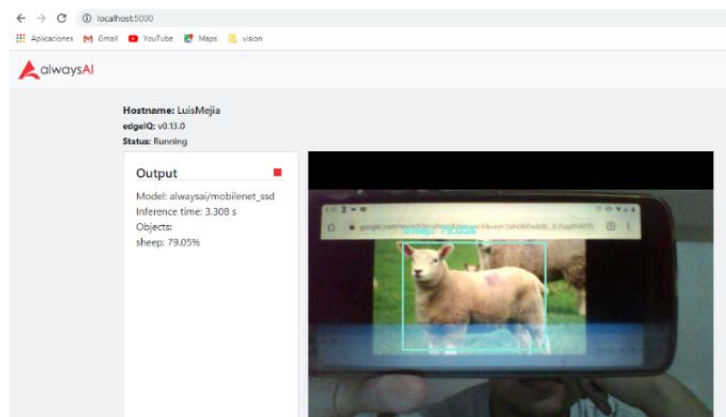 localhost:5000
Aplicaciones Gmail YouTube Maps vision
alwaysAI
Hostname: LuisMejia
edgeIQ: v0.13.0
Status: Running
Output
Model: alwaysai/mobilenet_ssd
Inference time: 3.308 s
Objects:
sheep: 79.05%
sheep: 79.05%